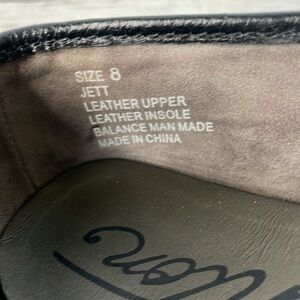 SIZE 8
JETT
LEATHER UPPER
LEATHER INSOLE
BALANCE MAN MADE
MADE IN CHINA